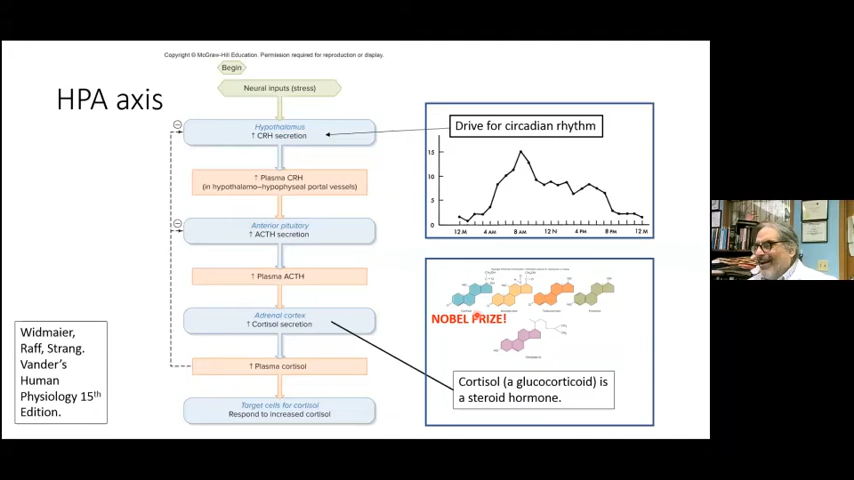 Copyright © McGraw-Hill Education. Permission required for reproduction or display.
HPA axis
Begin
Neural inputs (stress)
Hypothalamus
↑ CRH secretion
↑ Plasma CRH
(in hypothalamo–hypophyseal portal vessels)
Anterior pituitary
↑ ACTH secretion
↑ Plasma ACTH
Adrenal cortex
↑ Cortisol secretion
↑ Plasma cortisol
Target cells for cortisol
Respond to increased cortisol
Widmaier,
Raff, Strang.
Vander's
Human
Physiology 15th
Edition.
Drive for circadian rhythm
15
10
5
0
12 M 4 AM 8 AM 12 N 4 PM 8 PM 12 M
NOBEL PRIZE!
Cortisol (a glucocorticoid) is
a steroid hormone.